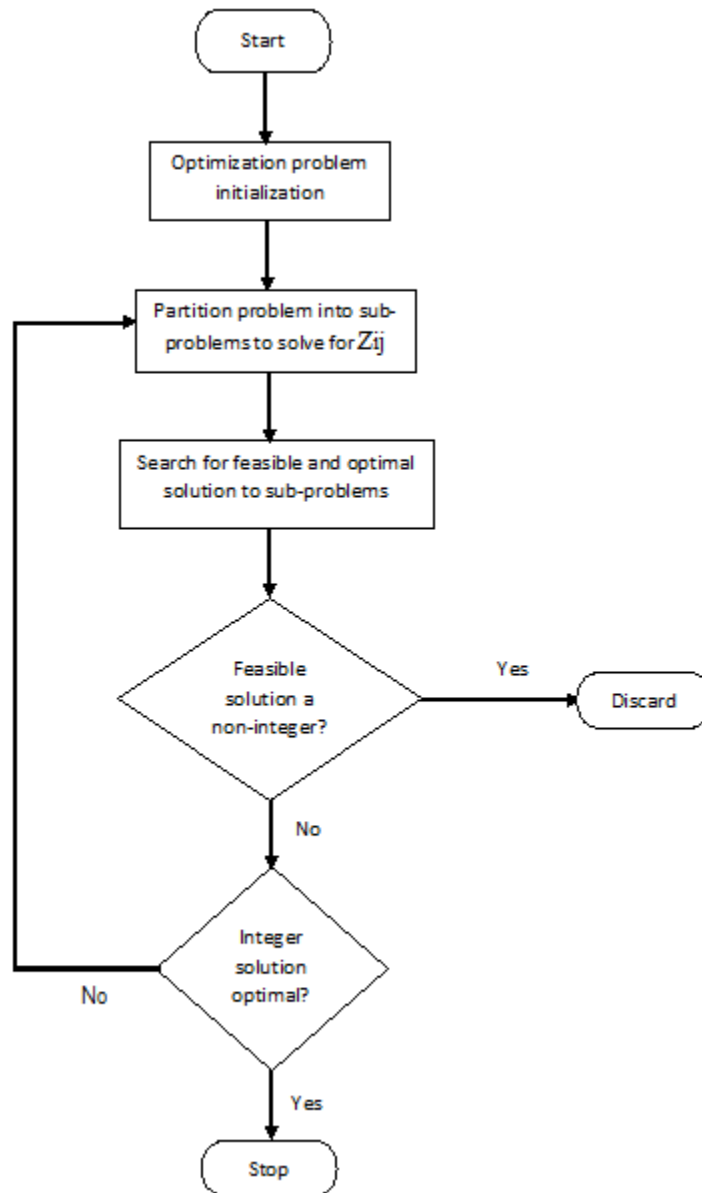 Start
Optimization problem
initialization
Partition problem into sub-
problems to solve for Zij
Search for feasible and optimal
solution to sub-problems
Feasible
solution a
non-integer?
Yes
Discard
No
Integer
solution
optimal?
No
Yes
Stop